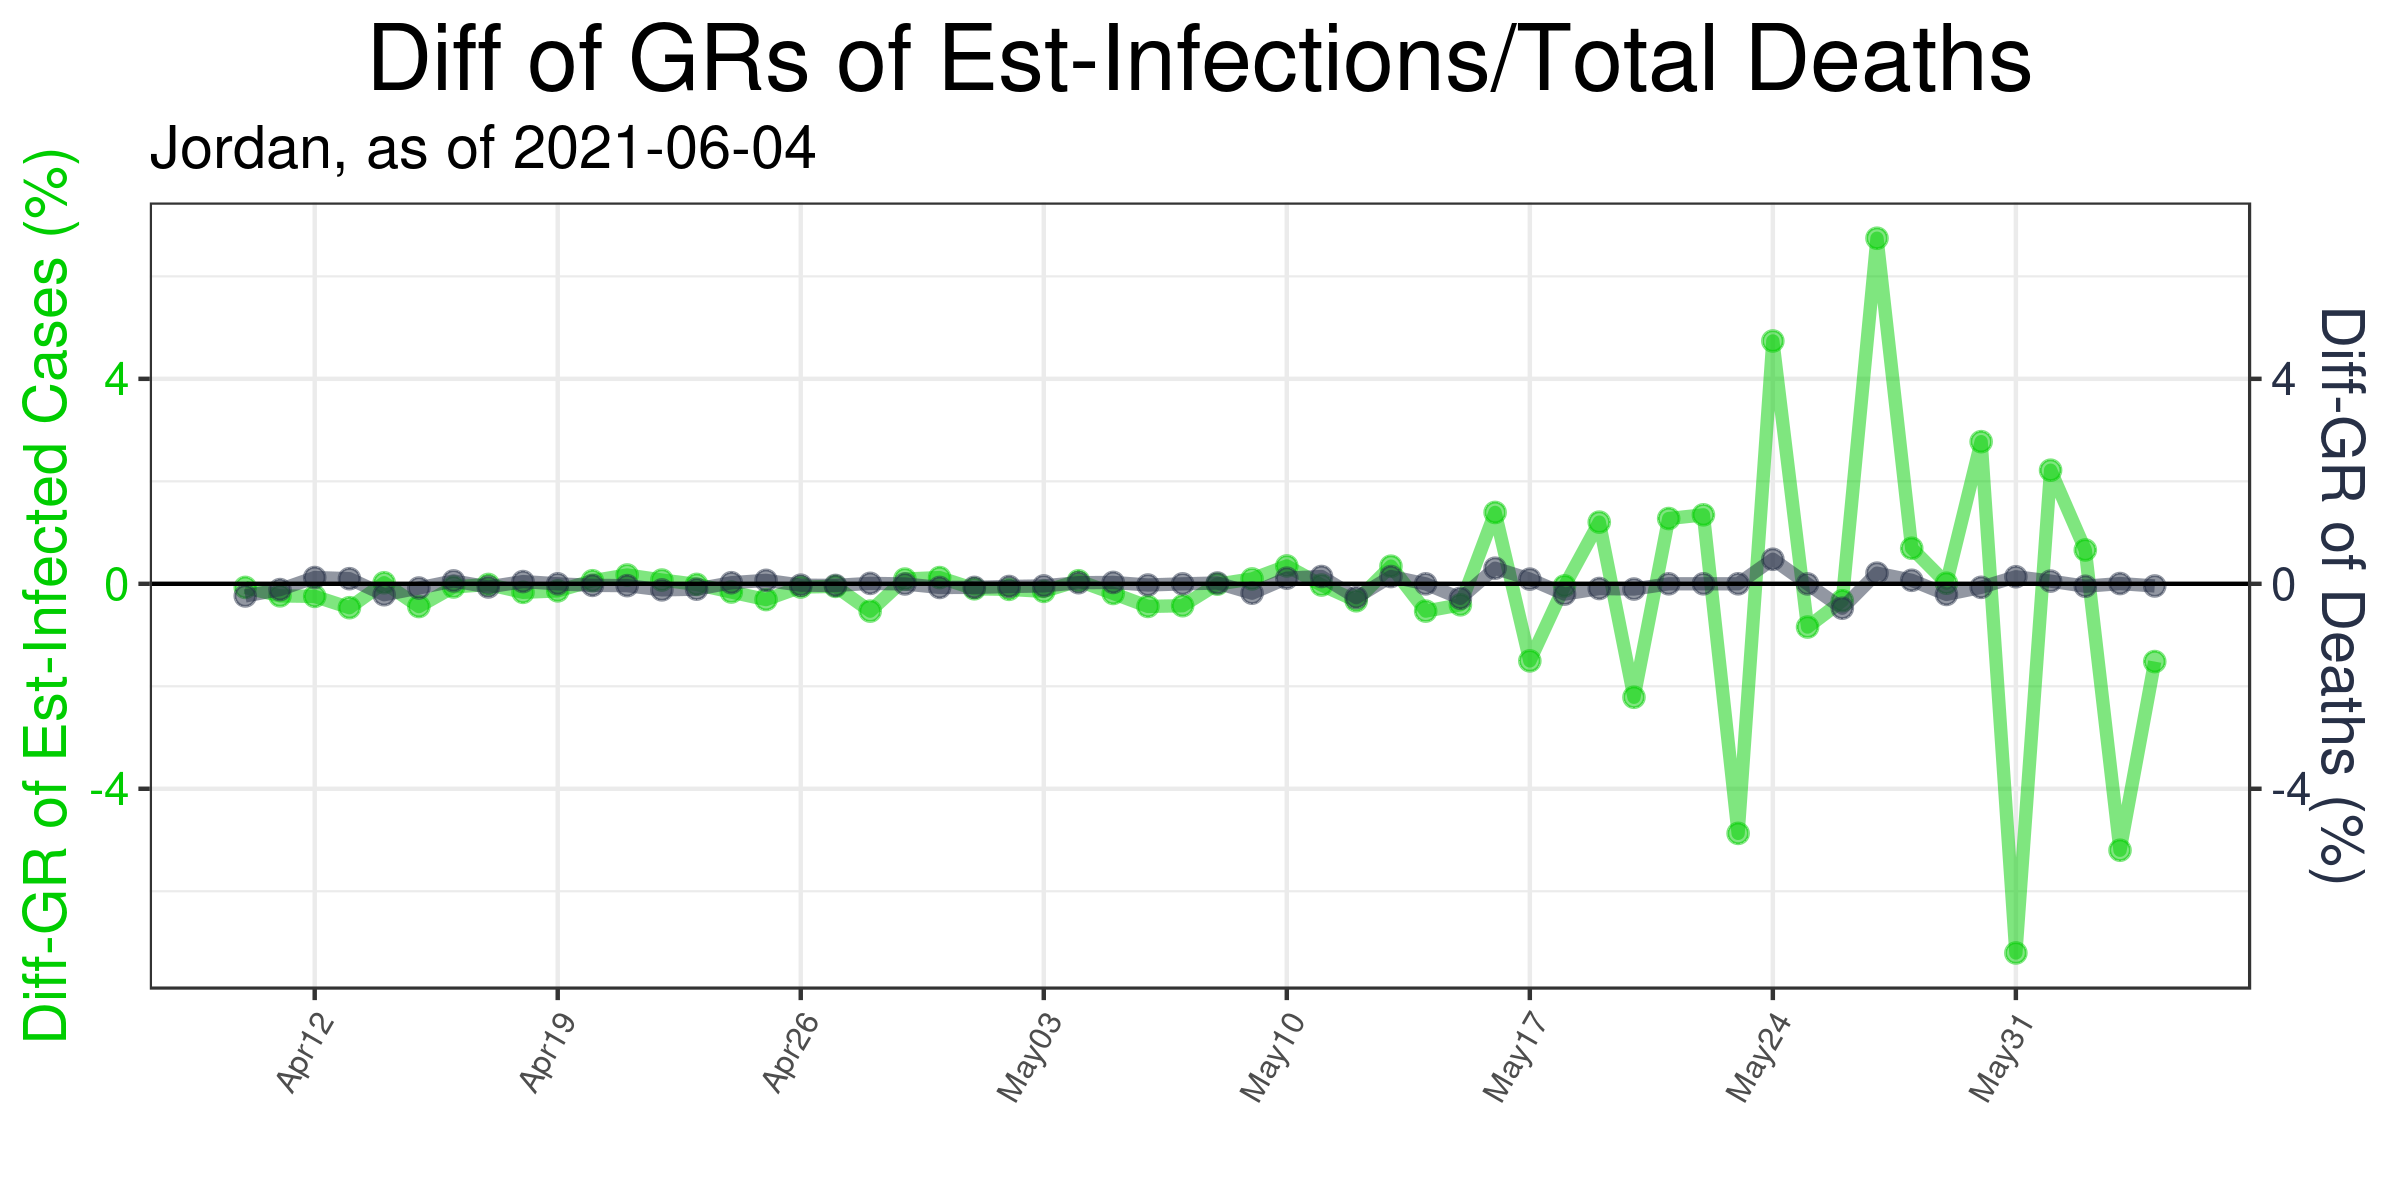 Diff of GRs of Est-Infections/Total Deaths
Jordan, as of 2021-06-04
Diff-GR of Est-Infected Cases (%)
4
0
-4
4
0
-4
Diff-GR of Deaths (%)
Apr12
Apr19
Apr26
May03
May10
May17
May24
May31